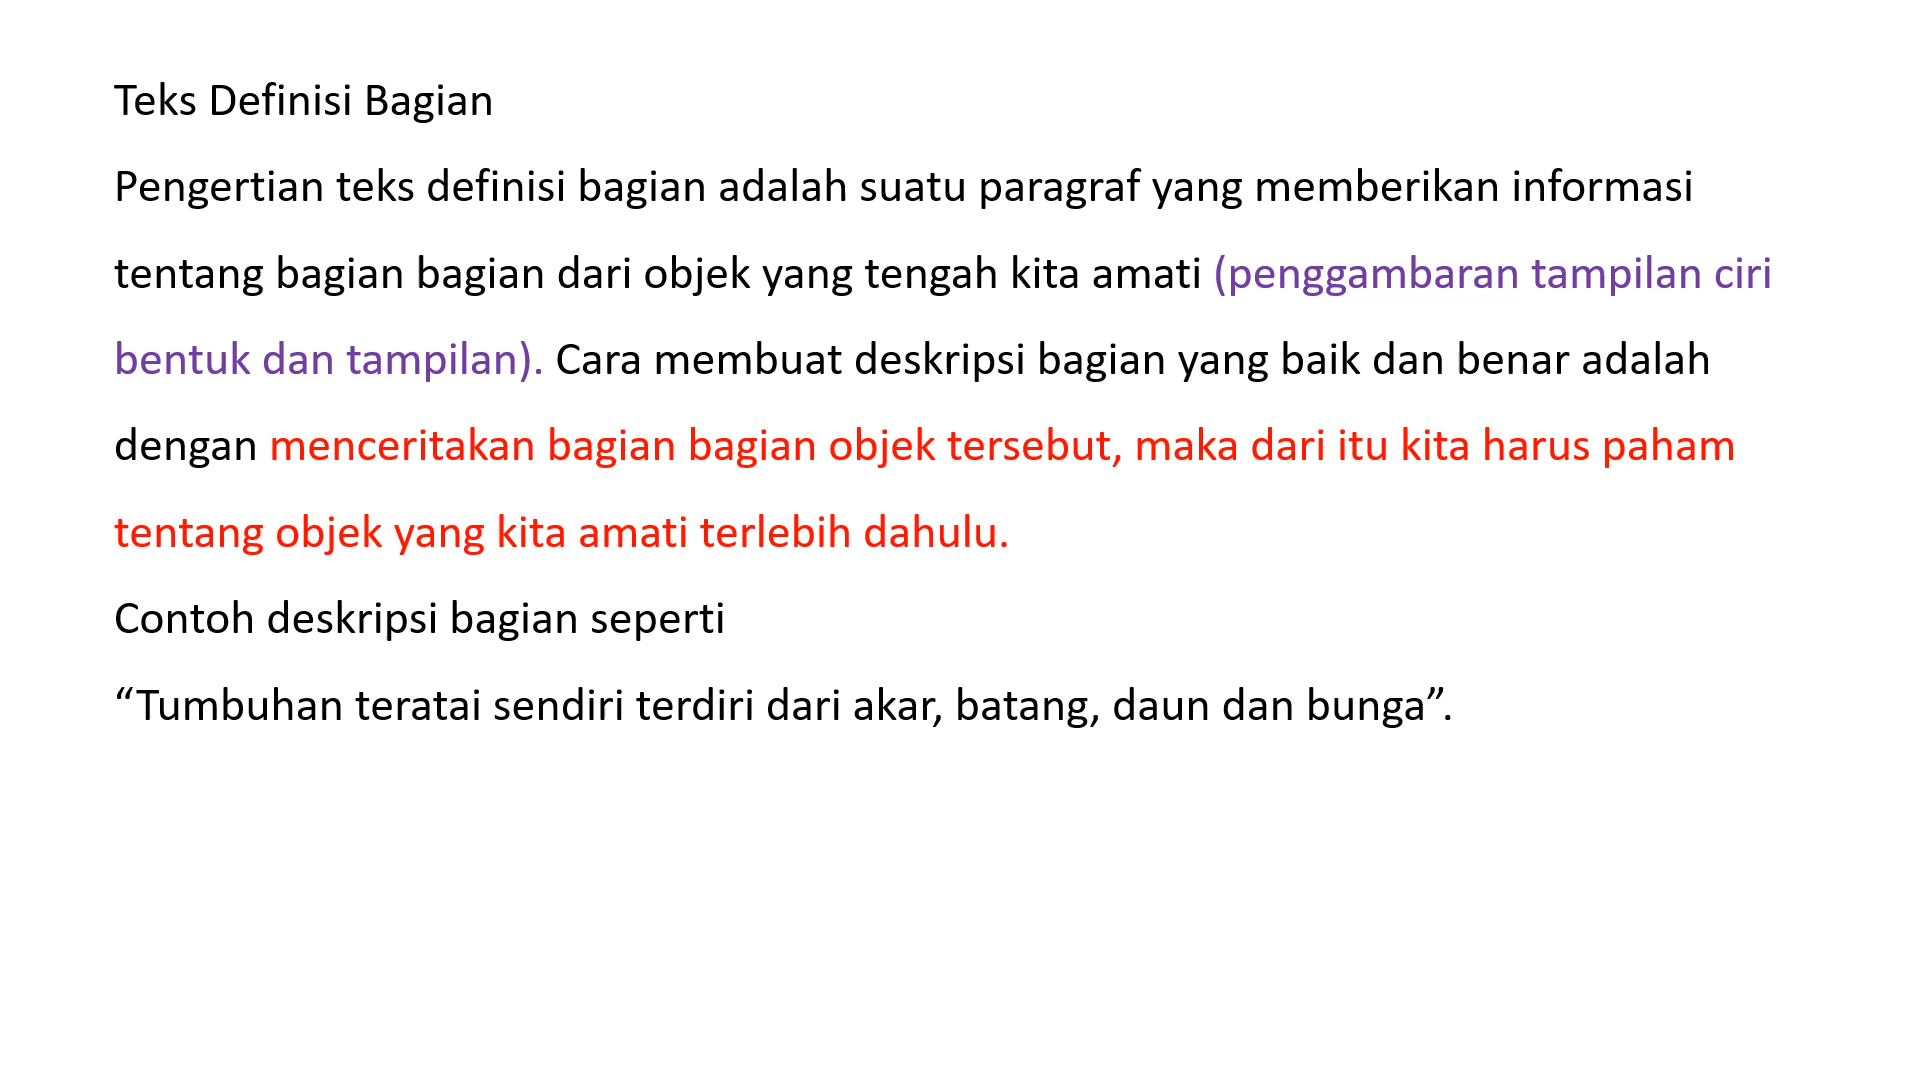 Teks Definisi Bagian
Pengertian teks definisi bagian adalah suatu paragraf yang memberikan informasi
tentang bagian bagian dari objek yang tengah kita amati (penggambaran tampilan ciri
bentuk dan tampilan). Cara membuat deskripsi bagian yang baik dan benar adalah
dengan menceritakan bagian bagian objek tersebut, maka dari itu kita harus paham
tentang objek yang kita amati terlebih dahulu.
Contoh deskripsi bagian seperti
“Tumbuhan teratai sendiri terdiri dari akar, batang, daun dan bunga”.